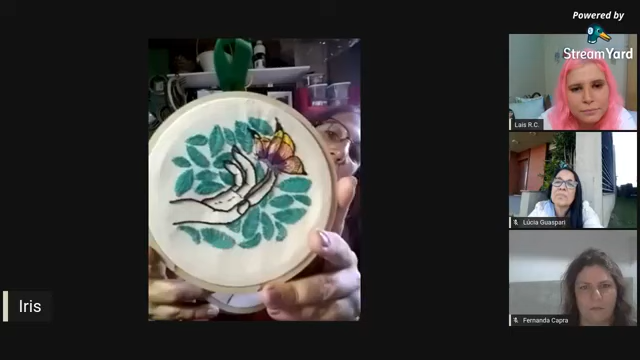 Powered by
StreamYard
Lais R.C.
Lúcia Guaspari
Fernanda Capra
Iris